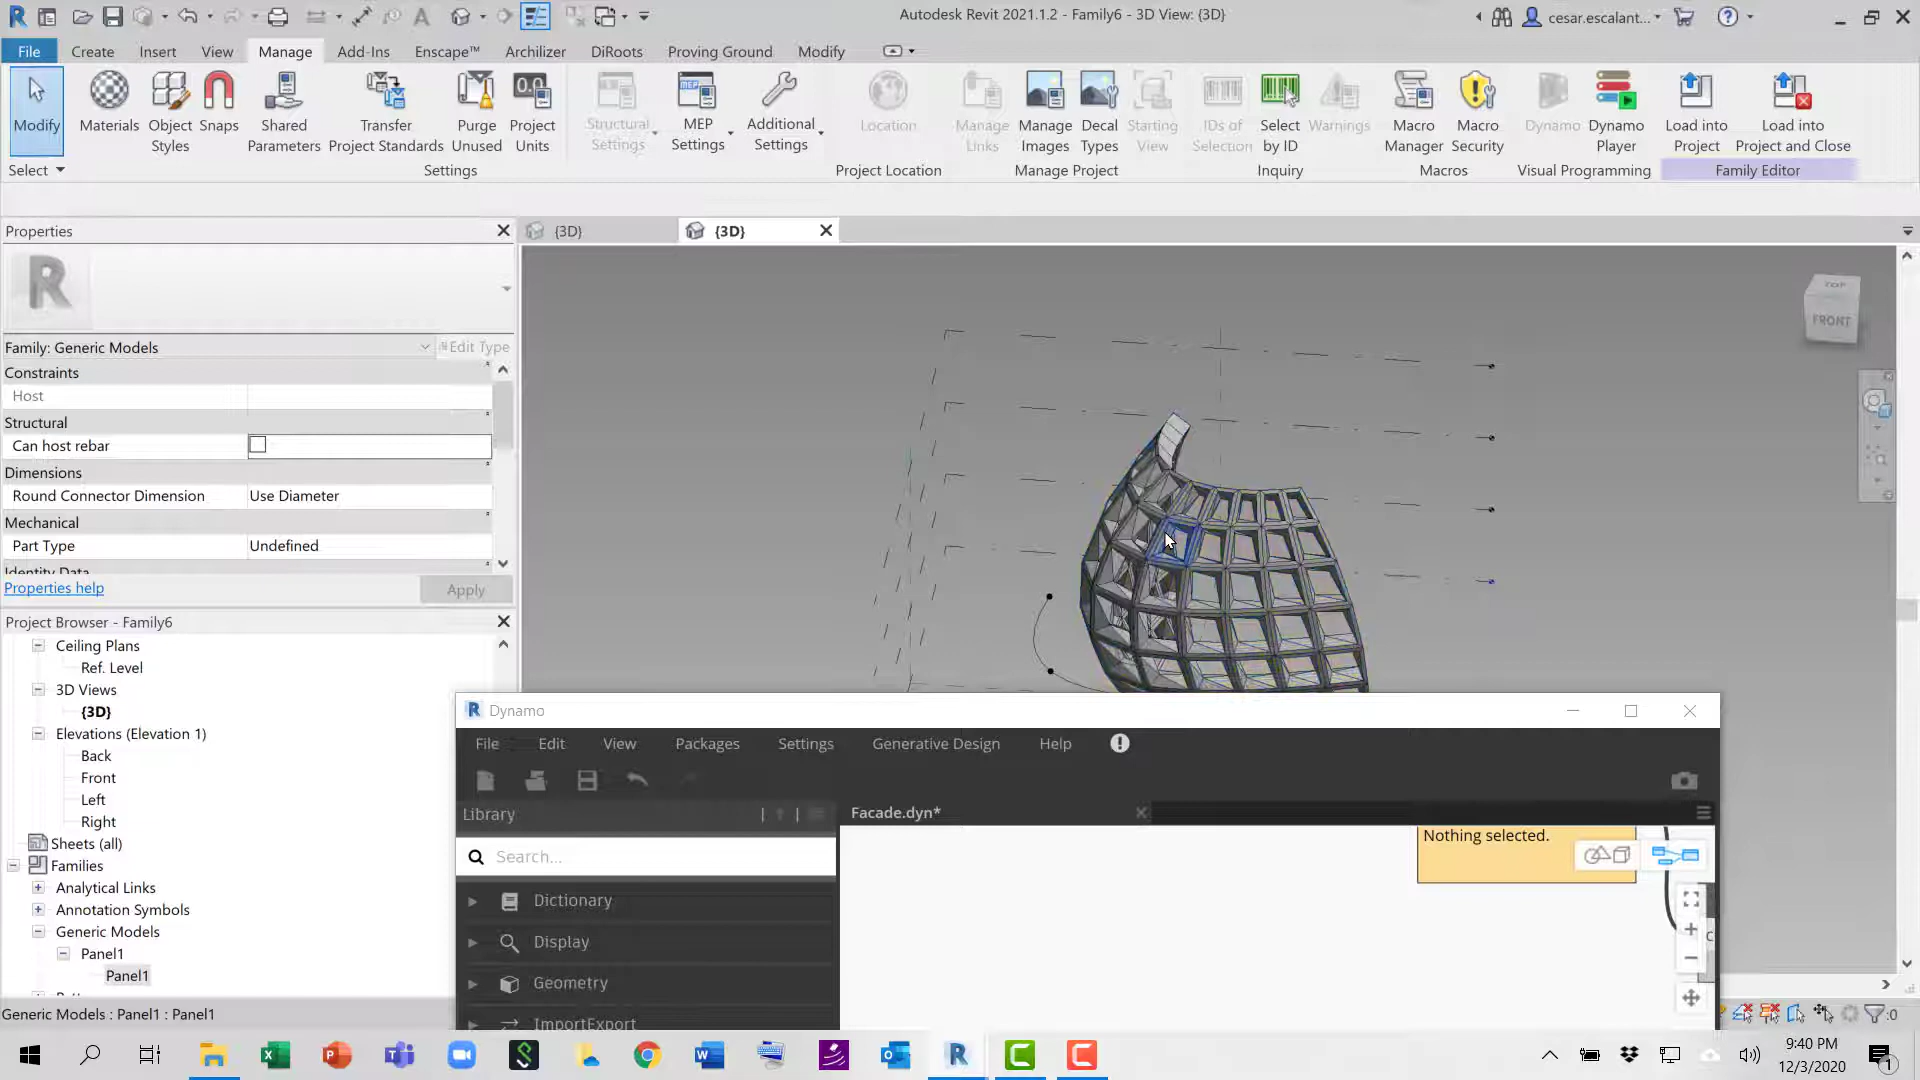 Autodesk Revit 2021.1.2 - Family6 - 3D View: {3D}
cesar.escalant...
File Create Insert View Manage Add-Ins Enscape™ Archilizer DiRoots Proving Ground Modify
Modify
Materials
Object Styles
Snaps
Shared Parameters
Transfer Project Standards
Purge Unused
Project Units
Structural Settings
MEP Settings
Additional Settings
Location
Manage Links
Manage Images
Decal Types
Starting View
IDs of Selection
Select by ID
Warnings
Macro Manager
Macro Security
Dynamo
Dynamo Player
Load into Project
Load into Project and Close
Select
Settings
Project Location
Manage Project
Inquiry
Macros
Visual Programming
Family Editor
Properties
{3D}
{3D}
TOP
FRONT
Family: Generic Models
Edit Type
Constraints
Host
Structural
Can host rebar
Dimensions
Round Connector Dimension Use Diameter
Mechanical
Part Type Undefined
Identity Data
Properties help
Apply
Project Browser - Family6
Ceiling Plans
Ref. Level
3D Views
{3D}
Elevations (Elevation 1)
Back
Front
Left
Right
Sheets (all)
Families
Analytical Links
Annotation Symbols
Generic Models
Panel1
Panel1
Generic Models : Panel1 : Panel1
Dynamo
File Edit View Packages Settings Generative Design Help
Library
Facade.dyn*
Search...
Nothing selected.
Dictionary
Display
Geometry
ImportExport
:0
9:40 PM
12/3/2020
1